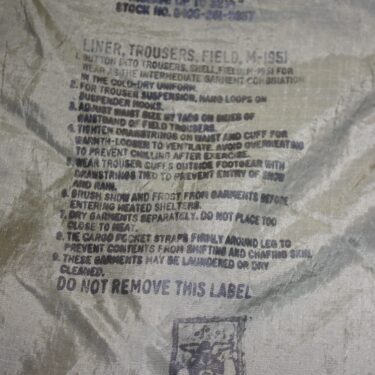 STOCK NO. 8405-261-2557
LINER, TROUSERS, FIELD, M-1951
1. BUTTON INTO TROUSERS, SHELL, FIELD, M-1951 FOR
WEAR AS THE INTERMEDIATE GARMENT COMBINATION
IN THE COLD-DRY UNIFORM.
2. FOR TROUSER SUSPENSION, HANG LOOPS ON
SUSPENDER HOOKS.
3. ADJUST WAIST SIZE BY TABS ON SIDES OF
WAISTBAND OF FIELD TROUSERS.
4. TIGHTEN DRAWSTRINGS ON WAIST AND CUFF FOR
WARMTH-LOOSEN TO VENTILATE. AVOID OVERHEATING
TO PREVENT CHILLING AFTER EXERCISE.
5. WEAR TROUSER CUFFS OUTSIDE FOOTGEAR WITH
DRAWSTRINGS TIED TO PREVENT ENTRY OF SNOW
AND RAIN.
6. BRUSH SNOW AND FROST FROM GARMENTS BEFORE
ENTERING HEATED SHELTERS.
7. DRY GARMENTS SEPARATELY. DO NOT PLACE TOO
CLOSE TO HEAT.
8. TIE CARGO POCKET STRAPS FIRMLY AROUND LEG TO
PREVENT CONTENTS FROM SHIFTING AND CHAFING SKIN.
9. THESE GARMENTS MAY BE LAUNDERED OR DRY
CLEANED.
DO NOT REMOVE THIS LABEL